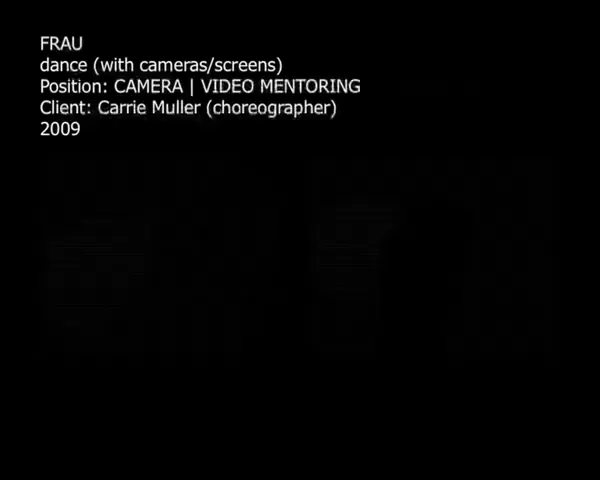 FRAU
dance (with cameras/screens)
Position: CAMERA | VIDEO MENTORING
Client: Carrie Muller (choreographer)
2009